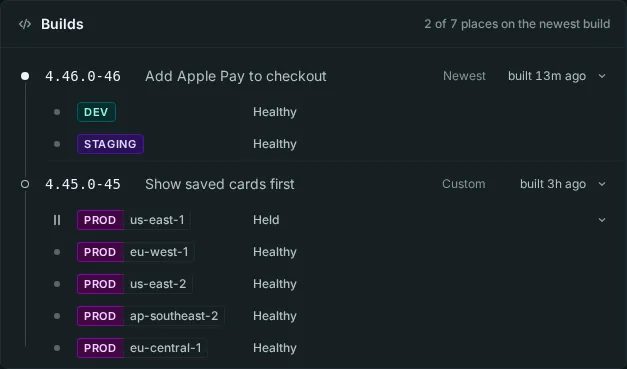 Builds 2 of 7 places on the newest build
4.46.0-46 Add Apple Pay to checkout Newest built 13m ago
DEV Healthy
STAGING Healthy
4.45.0-45 Show saved cards first Custom built 3h ago
PROD us-east-1 Held
PROD eu-west-1 Healthy
PROD us-east-2 Healthy
PROD ap-southeast-2 Healthy
PROD eu-central-1 Healthy